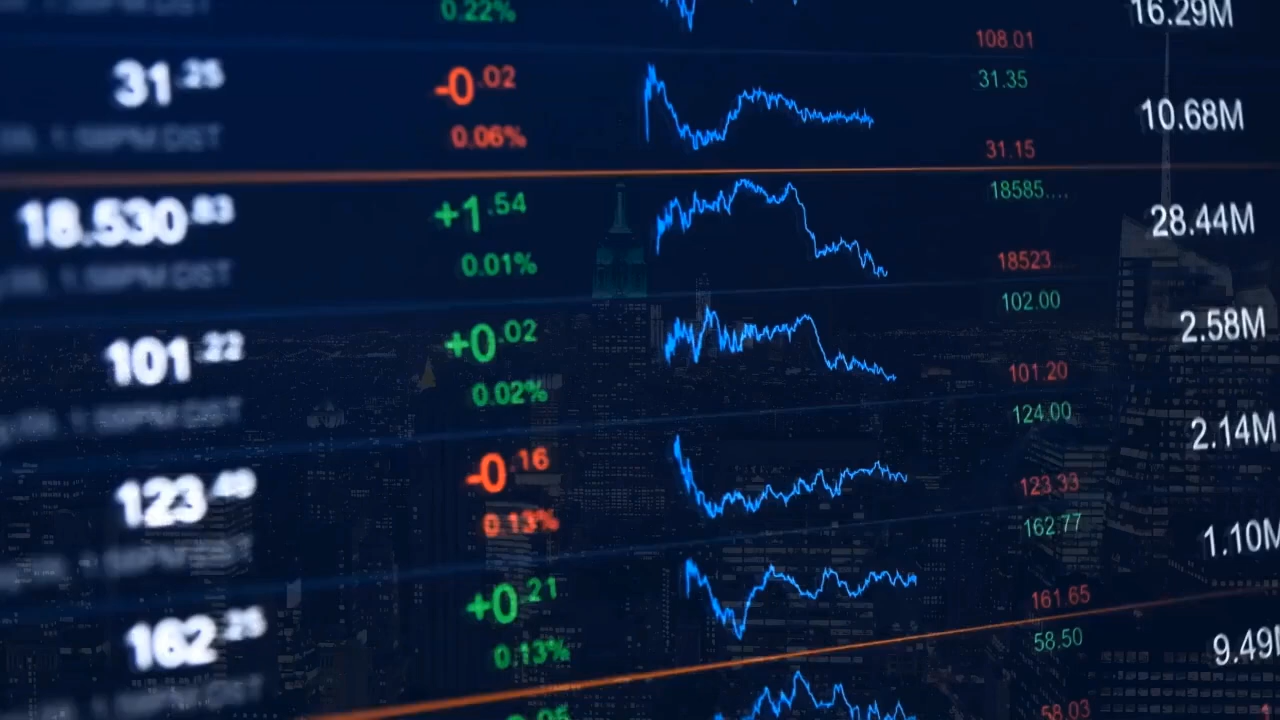 0.22%
16.29M
108.01
31.25 -0.02 31.35
0.06% 10.68M
31.15
18.530.83 +1.54 18585....
0.01% 28.44M
18523
101.22 +0.02 102.00
0.02% 2.58M
101.20
123.49 -0.16 124.00
0.13% 2.14M
123.33
162.25 +0.21 162.77
0.13% 1.10M
161.65
58.50
9.49
58.03